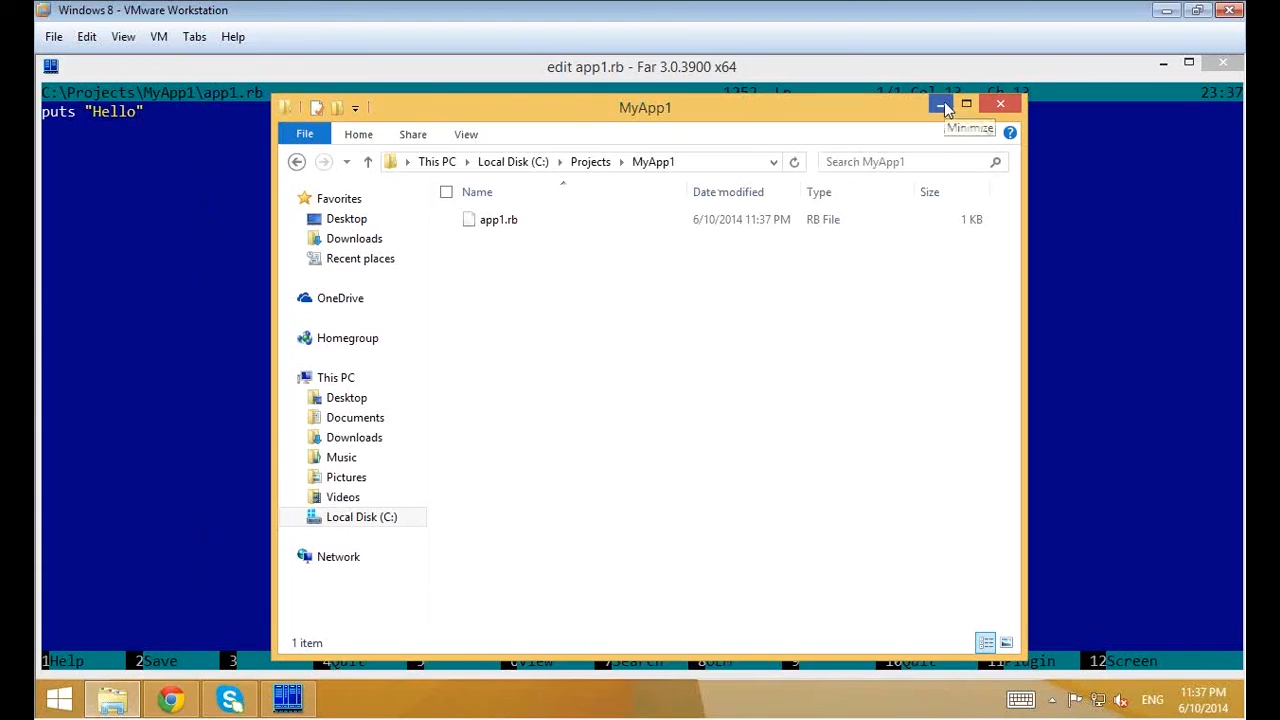 Windows 8 - VMware Workstation
File Edit View VM Tabs Help
edit app1.rb - Far 3.0.3900 x64
C:\Projects\MyApp1\app1.rb 1/1 23:37
puts "Hello"
MyApp1
Minimize
File Home Share View
This PC Local Disk (C:) Projects MyApp1 Search MyApp1
Name Date modified Type Size
app1.rb 6/10/2014 11:37 PM RB File 1 KB
Favorites
Desktop
Downloads
Recent places
OneDrive
Homegroup
This PC
Desktop
Documents
Downloads
Music
Pictures
Videos
Local Disk (C:)
Network
1 item
1Help 2Save 3 12Screen
ENG 11:37 PM
6/10/2014